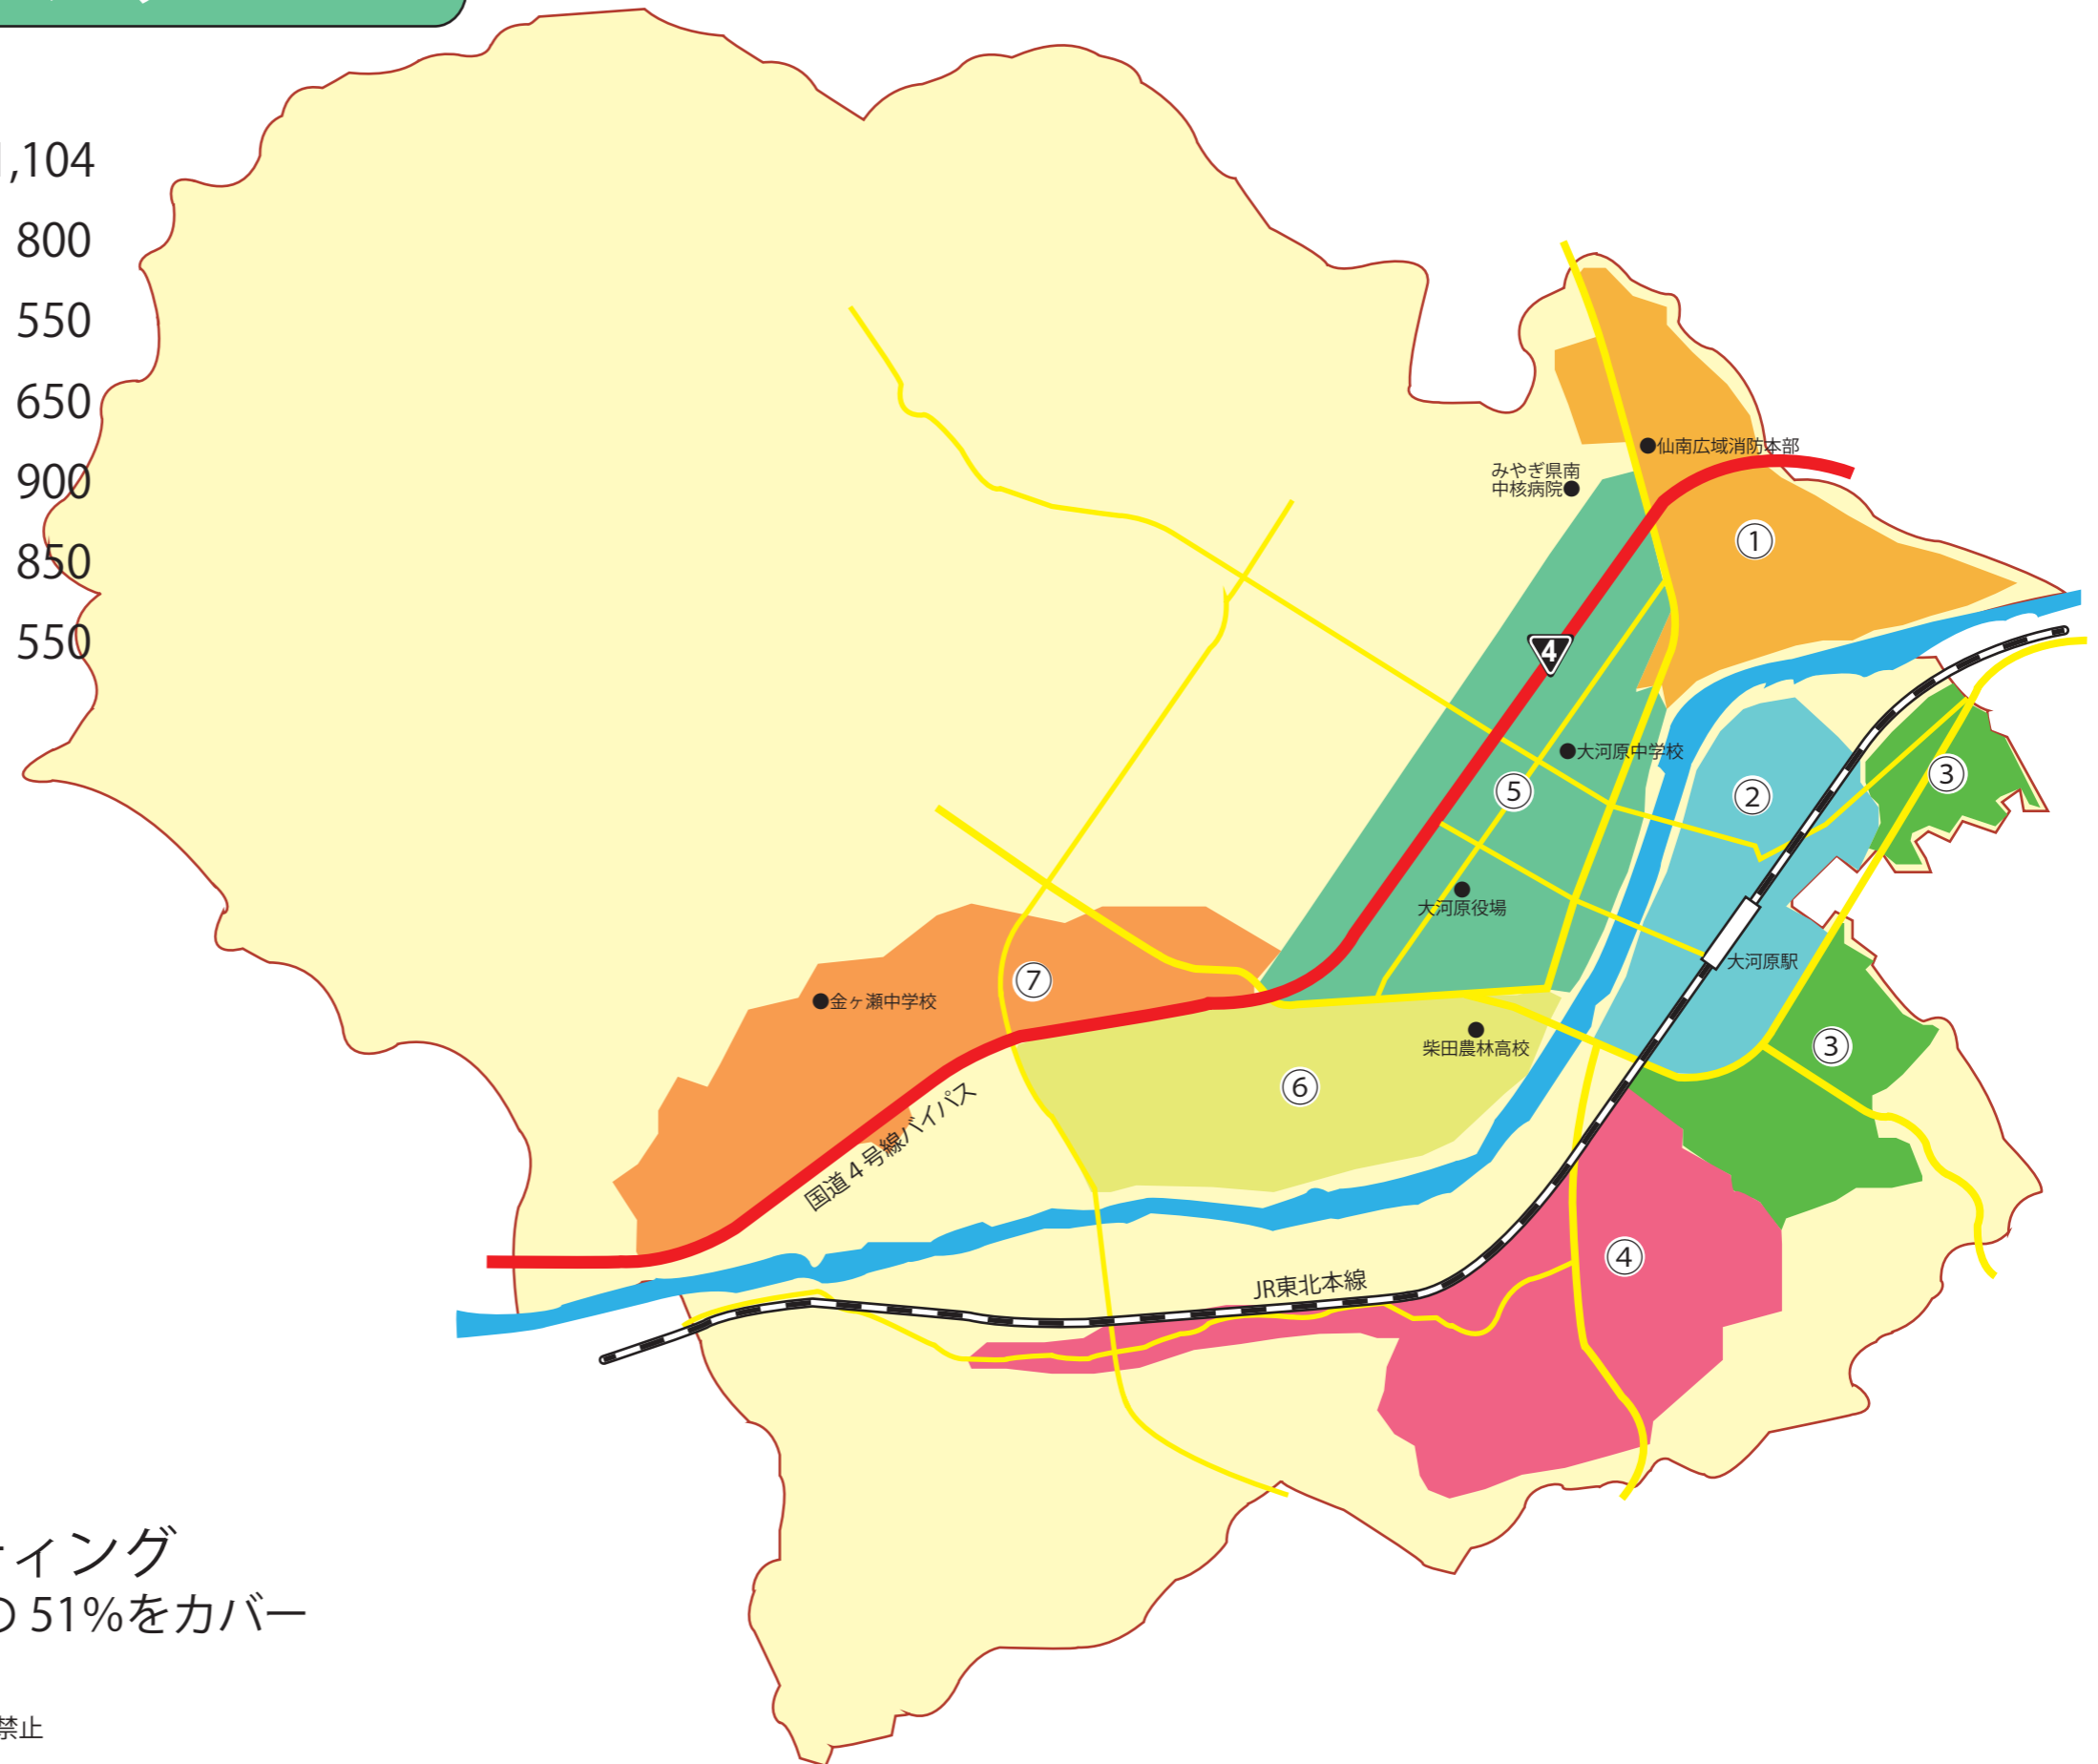 ,104
800
550
650
900
850
550
仙南広域消防本部
みやぎ県南
中核病院
①
4
大河原中学校
⑤
②
③
大河原役場
大河原駅
⑦
金ヶ瀬中学校
柴田農林高校
③
⑥
国道４号線バイパス
④
JR東北本線
ィング
51%をカバー
禁止